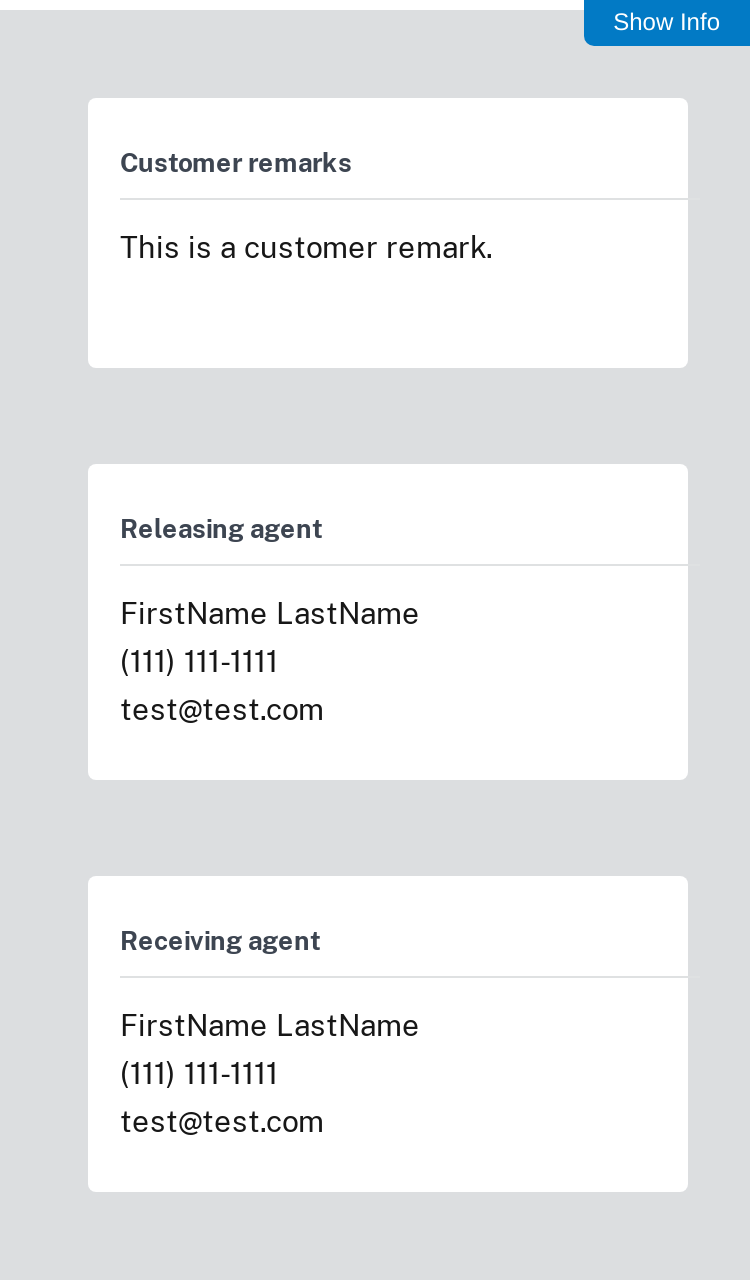 Show Info
Customer remarks
This is a customer remark.
Releasing agent
FirstName LastName
(111) 111-1111
test@test.com
Receiving agent
FirstName LastName
(111) 111-1111
test@test.com